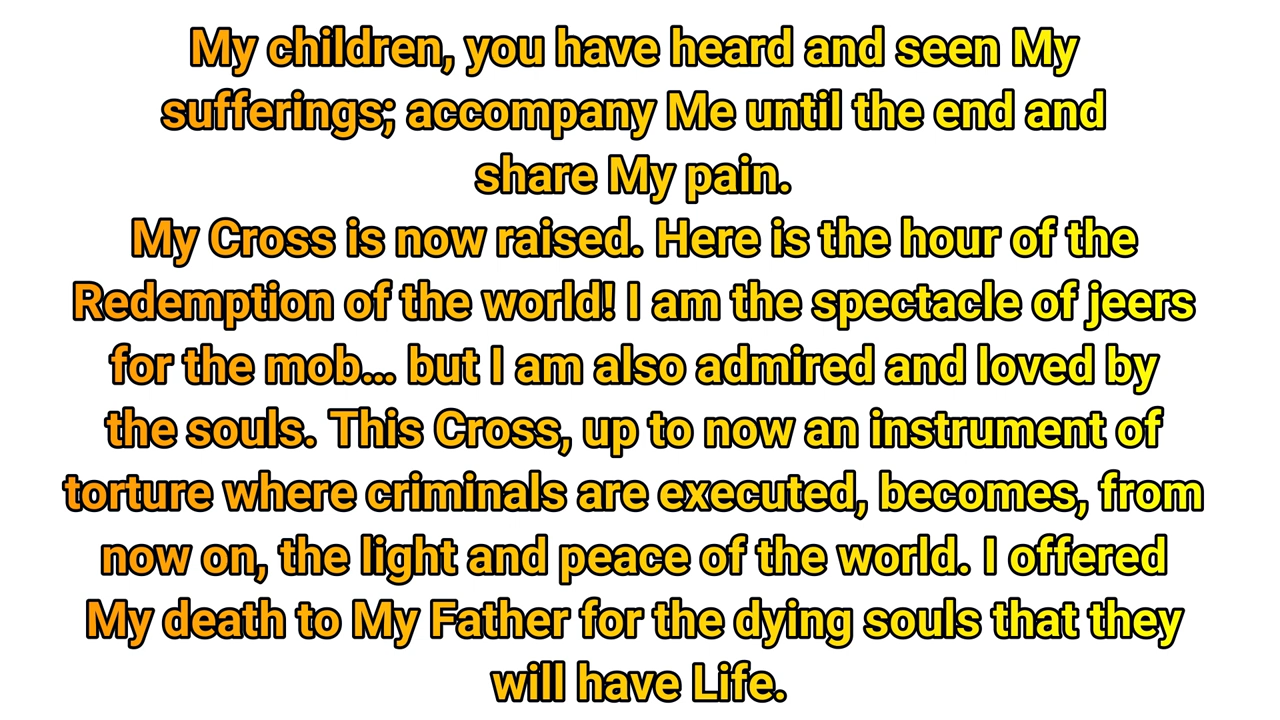 My children, you have heard and seen My
sufferings; accompany Me until the end and
share My pain.
My Cross is now raised. Here is the hour of the
Redemption of the world! I am the spectacle of jeers
for the mob... but I am also admired and loved by
the souls. This Cross, up to now an instrument of
torture where criminals are executed, becomes, from
now on, the light and peace of the world. I offered
My death to My Father for the dying souls that they
will have Life.